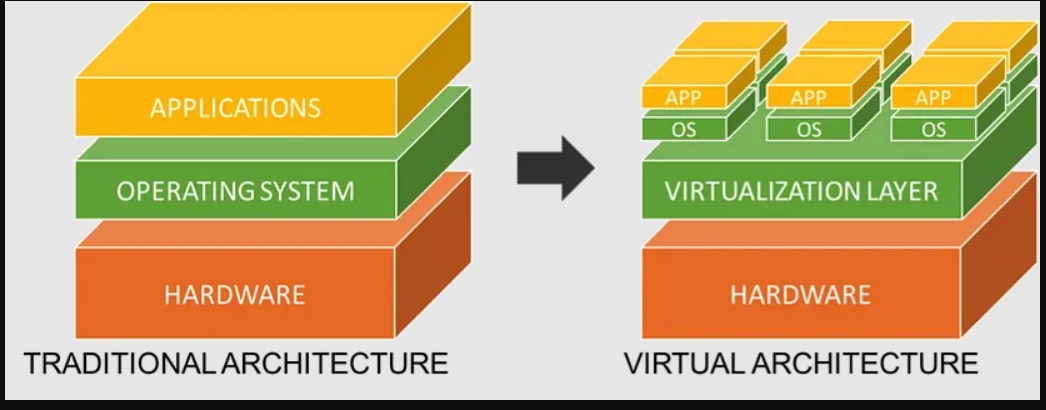 APPLICATIONS
OPERATING SYSTEM
HARDWARE
TRADITIONAL ARCHITECTURE
APP APP APP
OS OS OS
VIRTUALIZATION LAYER
HARDWARE
VIRTUAL ARCHITECTURE